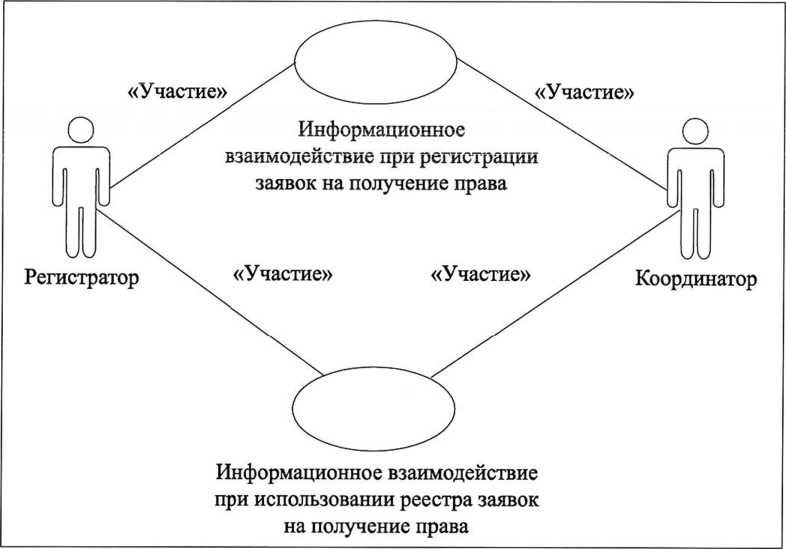 «Участие»
«Участие»
Информационное
взаимодействие при регистрации
заявок на получение права
Регистратор
«Участие»
«Участие»
Координатор
Информационное взаимодействие
при использовании реестра заявок
на получение права